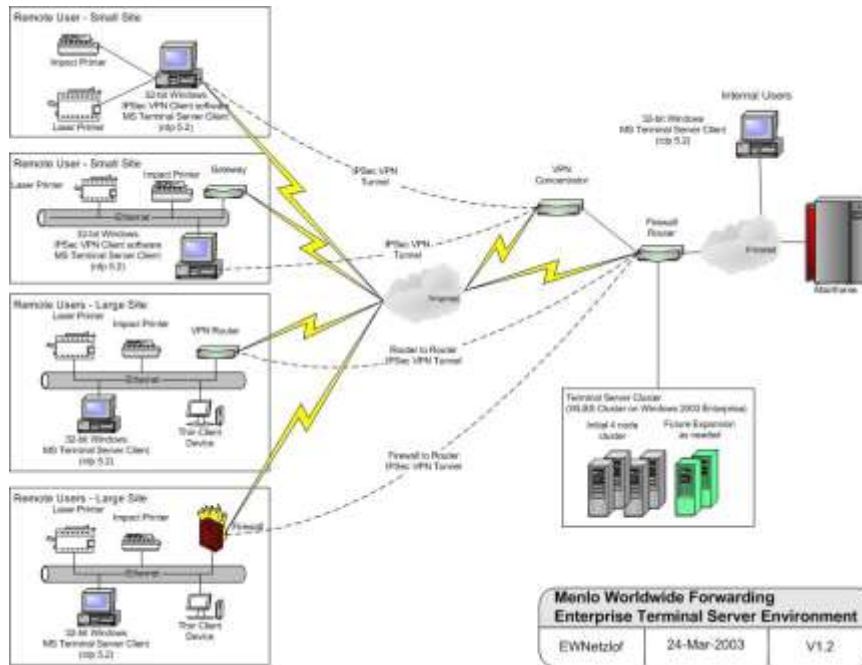 Remote User - Small Site
Impact Printer
Laser Printer
32-bit Windows
IPSec VPN Client software
MS Terminal Server Client
(rdp 5.2)
Remote User - Small Site
Laser Printer
Impact Printer
Gateway
Ethernet
32-bit Windows
IPSec VPN Client software
MS Terminal Server Client
(rdp 5.2)
Remote Users - Large Site
Laser Printer
Impact Printer
VPN Router
Ethernet
32-bit Windows
MS Terminal Server Client
(rdp 5.2)
Thin Client
Device
Remote Users - Large Site
Laser Printer
Impact Printer
Firewall
Ethernet
32-bit Windows
MS Terminal Server Client
(rdp 5.2)
Thin Client
Device
IPSec VPN
Tunnel
IPSec VPN
Tunnel
Internet
Router to Router
IPSec VPN Tunnel
Firewall to Router
IPSec VPN Tunnel
VPN
Concentrator
Firewall
Router
Internal Users
32-bit Windows
MS Terminal Server Client
(rdp 5.2)
Intranet
Mainframe
Terminal Server Cluster
(WLBS Cluster on Windows 2003 Enterprise)
Initial 4 node
cluster
Future Expansion
as needed
Menlo Worldwide Forwarding
Enterprise Terminal Server Environment
EWNetzlof
24-Mar-2003
V1.2